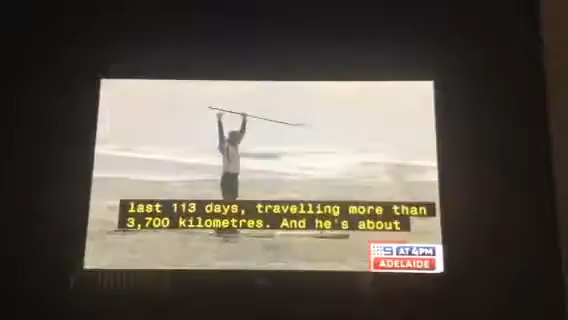 last 113 days, travelling more than
3,700 kilometres. And he's about
9 AT 4PM
ADELAIDE